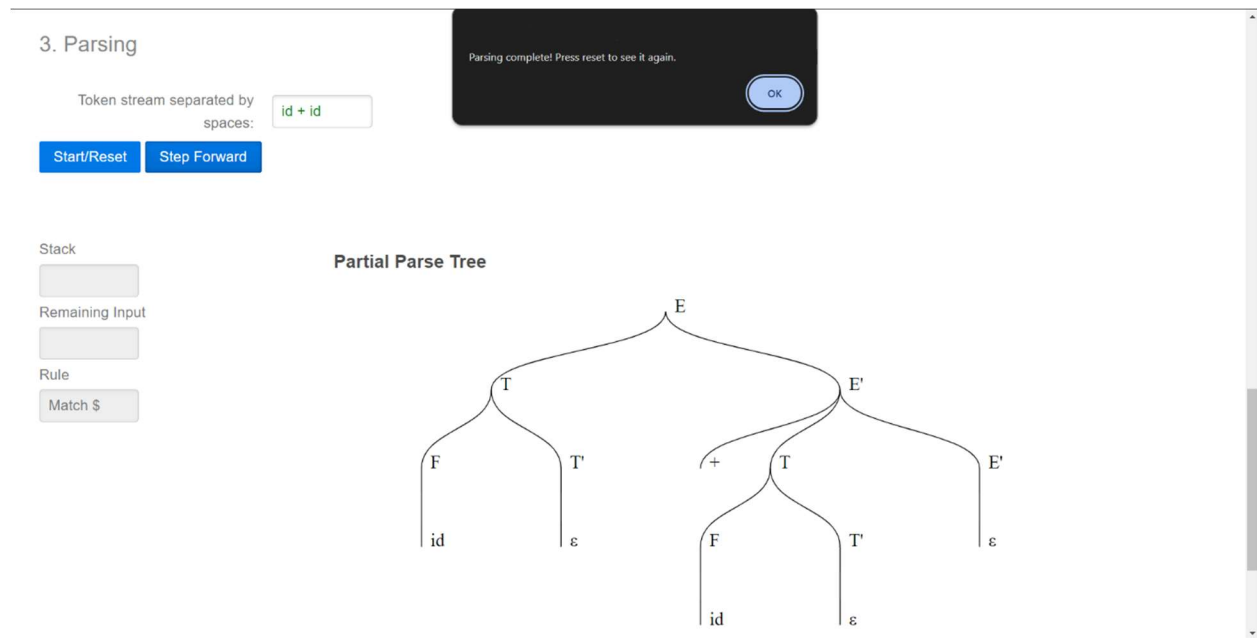 3. Parsing
Parsing complete! Press reset to see it again.
OK
Token stream separated by
spaces:
id + id
Start/Reset Step Forward
Stack
Remaining Input
Rule
Match $
Partial Parse Tree
E
T E'
F T' + T E'
id ε F T' ε
id ε